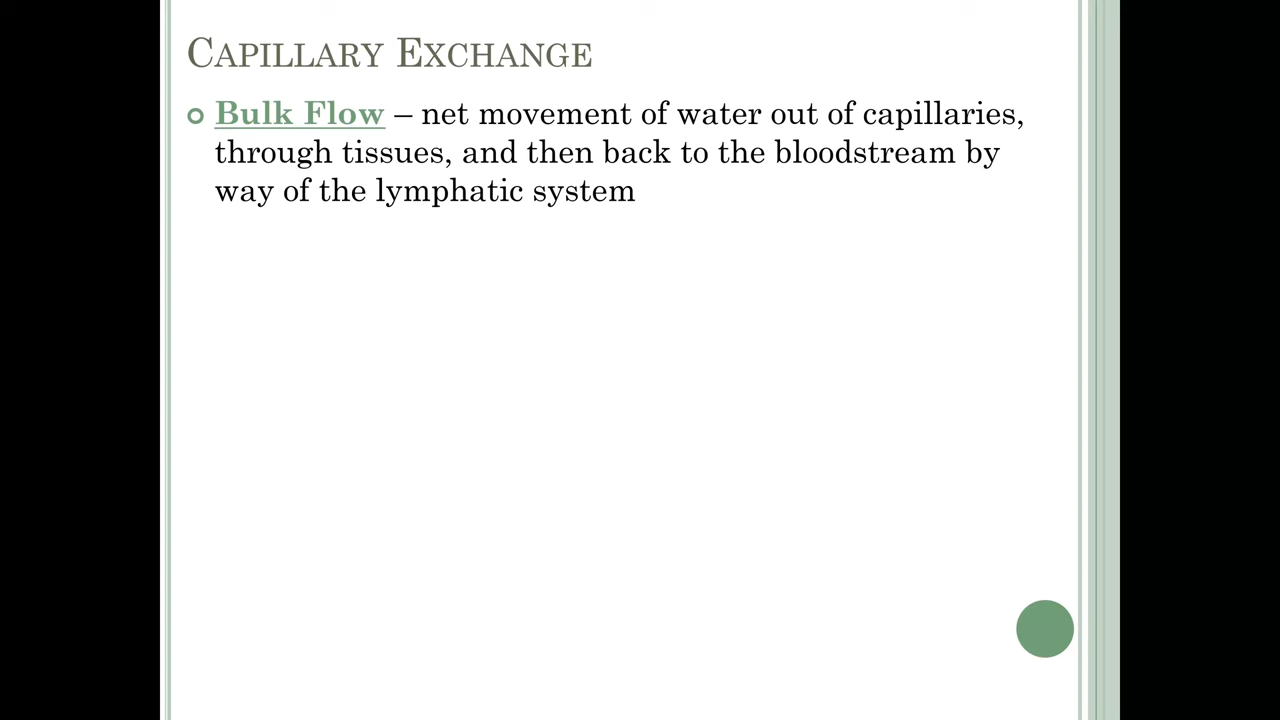 CAPILLARY EXCHANGE
Bulk Flow – net movement of water out of capillaries,
through tissues, and then back to the bloodstream by
way of the lymphatic system